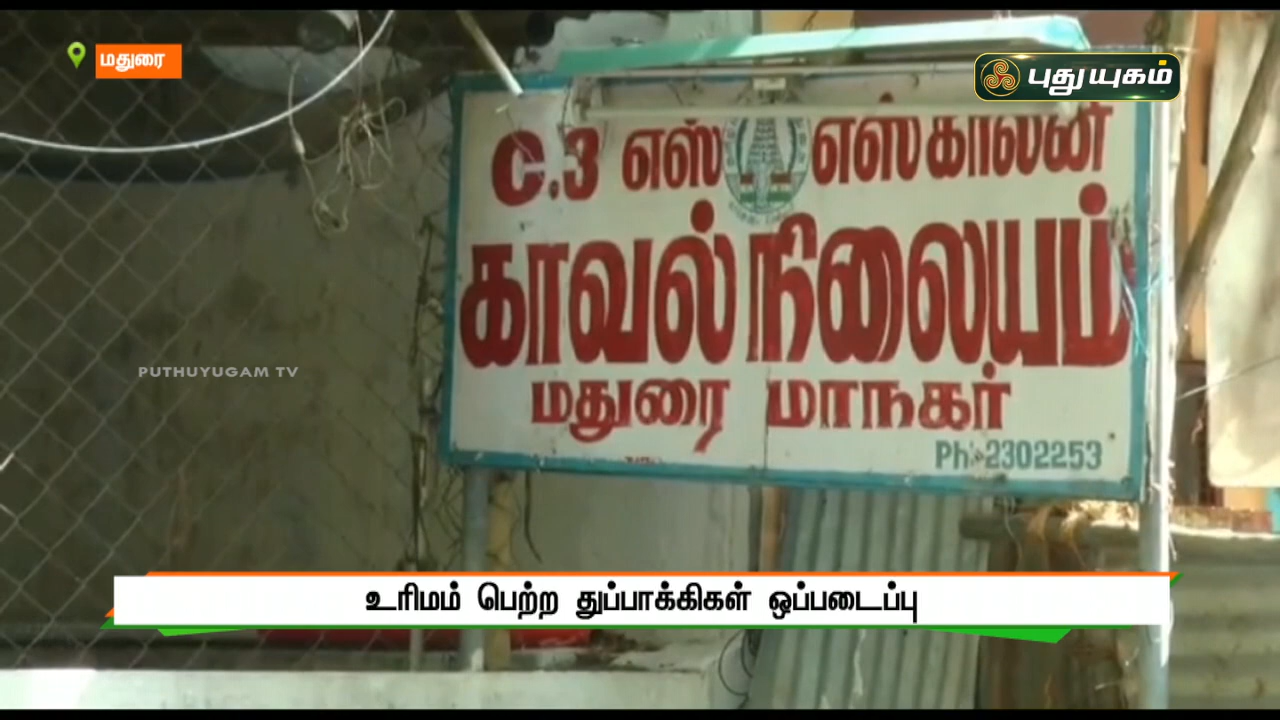 மதுரை
புதுயுகம்
C.3 எஸ் எஸ் காலனி
காவல் நிலையம்
மதுரை மாநகர்
Ph:-2302253
PUTHUYUGAM TV
உரிமம் பெற்ற துப்பாக்கிகள் ஒப்படைப்பு